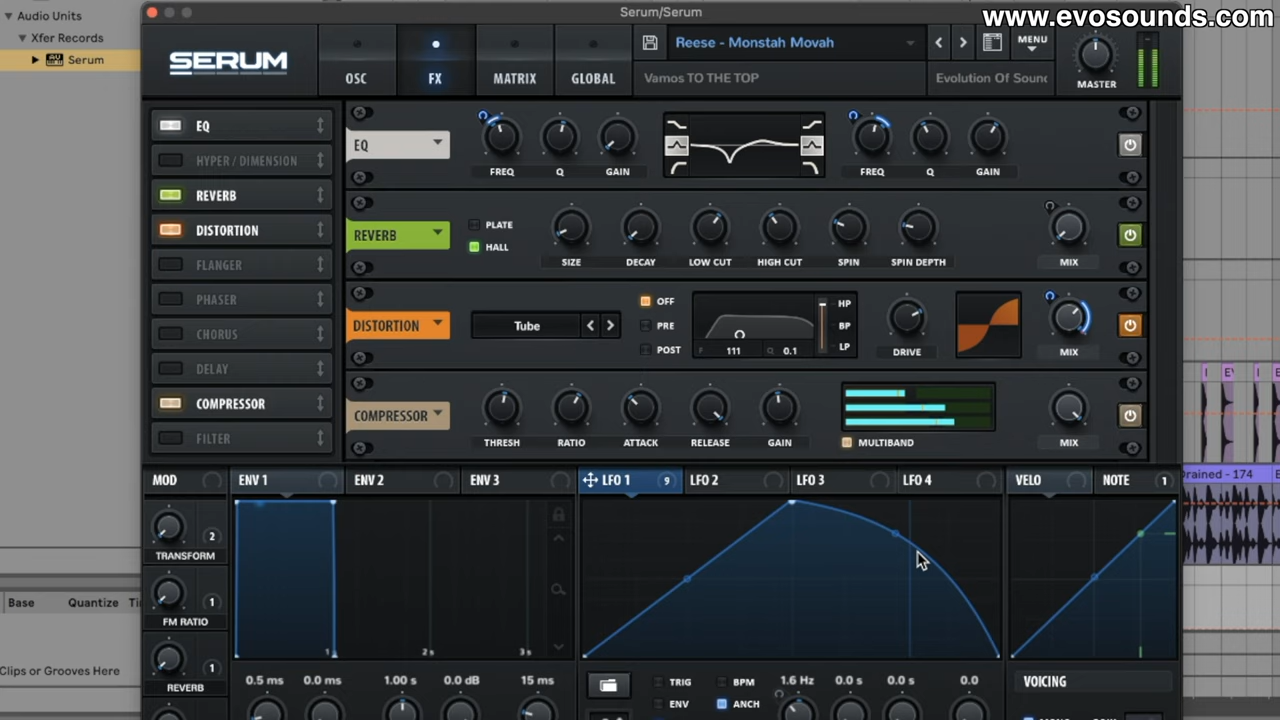 Audio Units
Xfer Records
Serum
Serum/Serum
www.evosounds.com
SERUM
OSC
FX
MATRIX
GLOBAL
Reese - Monstah Movah
MENU
Vamos TO THE TOP
Evolution Of Sounc
MASTER
EQ
HYPER / DIMENSION
REVERB
DISTORTION
FLANGER
PHASER
CHORUS
DELAY
COMPRESSOR
FILTER
EQ
FREQ
Q
GAIN
FREQ
Q
GAIN
REVERB
PLATE
HALL
SIZE
DECAY
LOW CUT
HIGH CUT
SPIN
SPIN DEPTH
MIX
DISTORTION
Tube
OFF
PRE
POST
F 111 Q 0.1
HP
BP
LP
DRIVE
MIX
COMPRESSOR
THRESH
RATIO
ATTACK
RELEASE
GAIN
MULTIBAND
MIX
MOD
ENV 1
ENV 2
ENV 3
LFO 1 9
LFO 2
LFO 3
LFO 4
VELO
NOTE 1
TRANSFORM 2
FM RATIO 1
REVERB 1
1
2s
3s
0.5 ms
0.0 ms
1.00 s
0.0 dB
15 ms
TRIG
ENV
BPM
ANCH
1.6 Hz
0.0 s
0.0 s
0.0
VOICING
Base
Quantize
Clips or Grooves Here
rained - 174